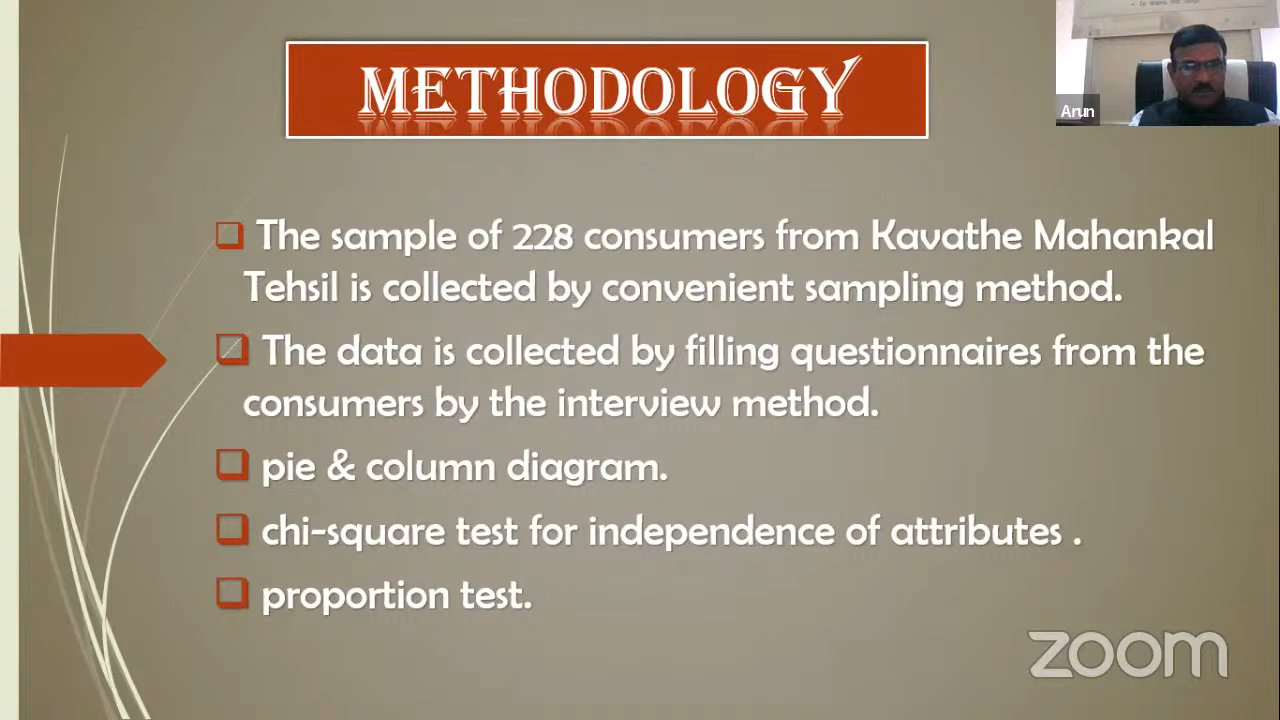 METHODOLOGY
Arun
The sample of 228 consumers from Kavathe Mahankal
Tehsil is collected by convenient sampling method.
The data is collected by filling questionnaires from the
consumers by the interview method.
pie & column diagram.
chi-square test for independence of attributes .
proportion test.
zoom